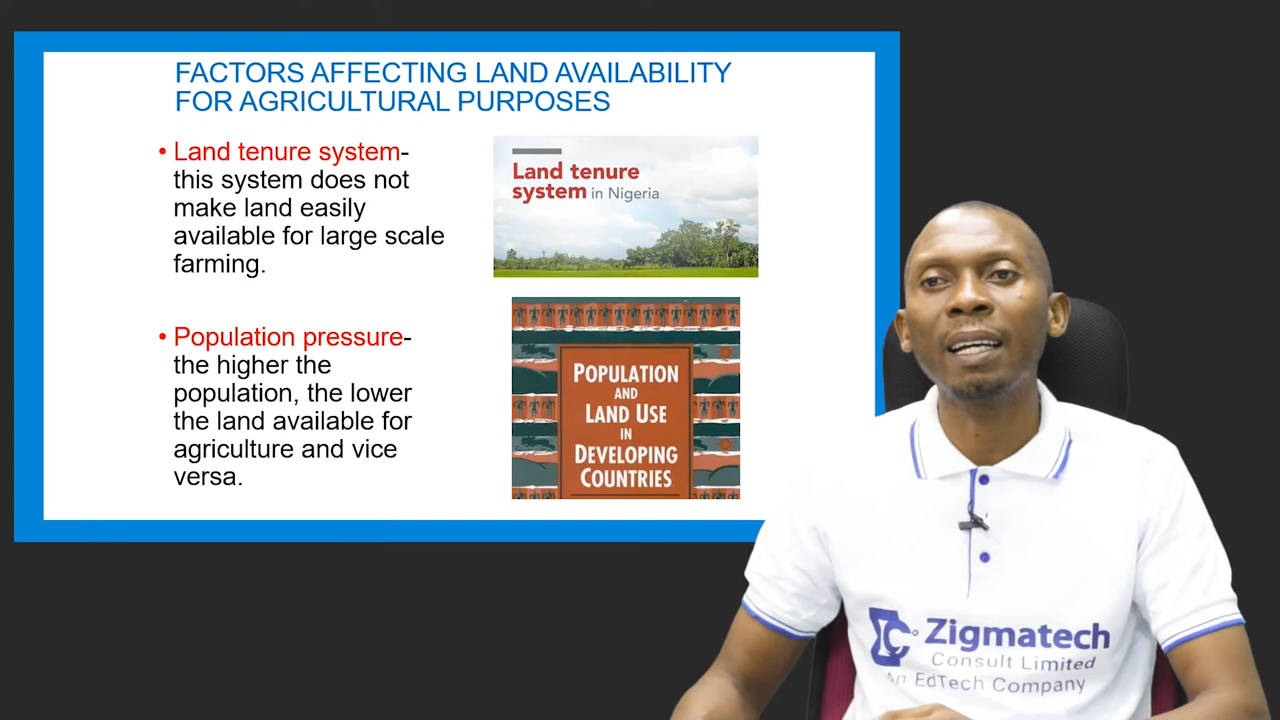 FACTORS AFFECTING LAND AVAILABILITY
FOR AGRICULTURAL PURPOSES
• Land tenure system-
this system does not
make land easily
available for large scale
farming.
• Population pressure-
the higher the
population, the lower
the land available for
agriculture and vice
versa.
Land tenure
system in Nigeria
POPULATION
AND
LAND USE
IN
DEVELOPING
COUNTRIES
Zigmatech
Consult Limited
An EdTech Company